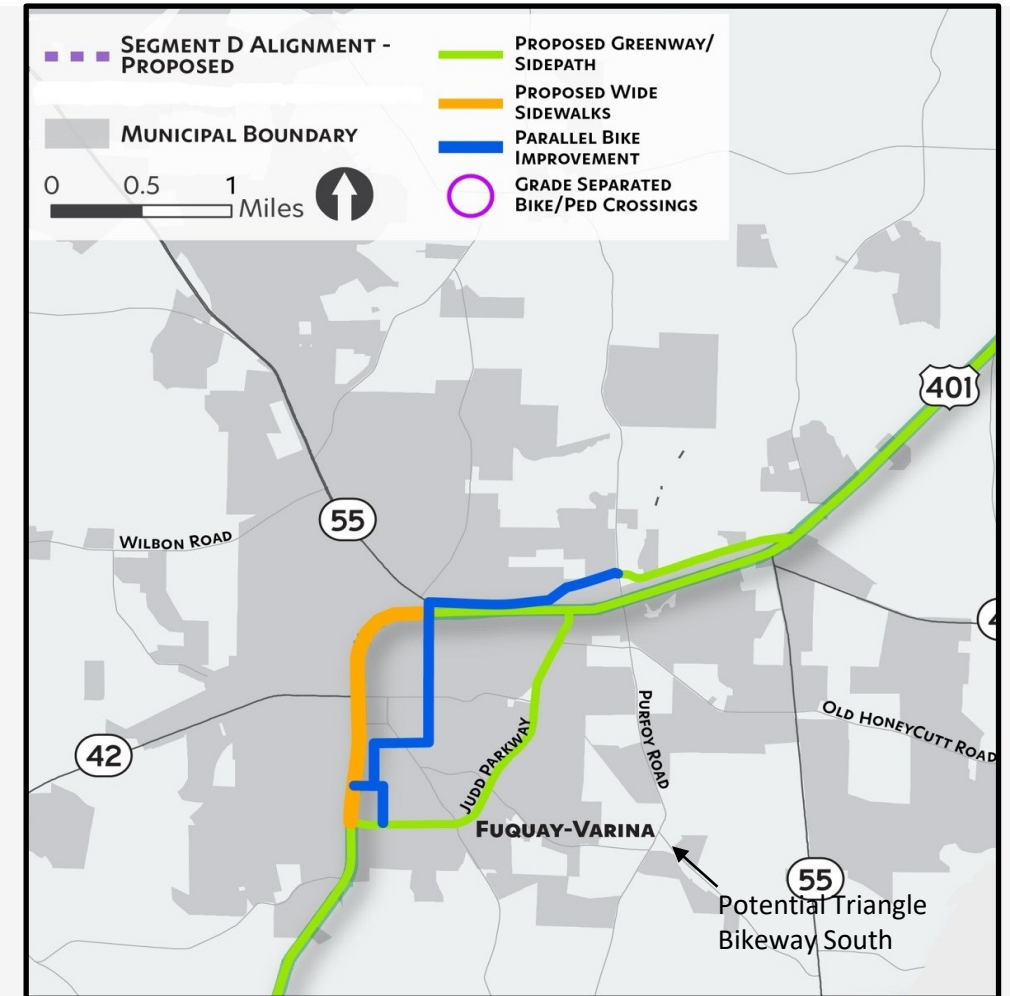 SEGMENT D ALIGNMENT -
PROPOSED
MUNICIPAL BOUNDARY
0 0.5 1
Miles
PROPOSED GREENWAY/
SIDEPATH
PROPOSED WIDE
SIDEWALKS
PARALLEL BIKE
IMPROVEMENT
GRADE SEPARATED
BIKE/PED CROSSINGS
401
55
WILBON ROAD
4
PURFOY ROAD
OLD HONEYCUTT ROAD
42
JUDD PARKWAY
FUQUAY-VARINA
55
Potential Triangle
Bikeway South